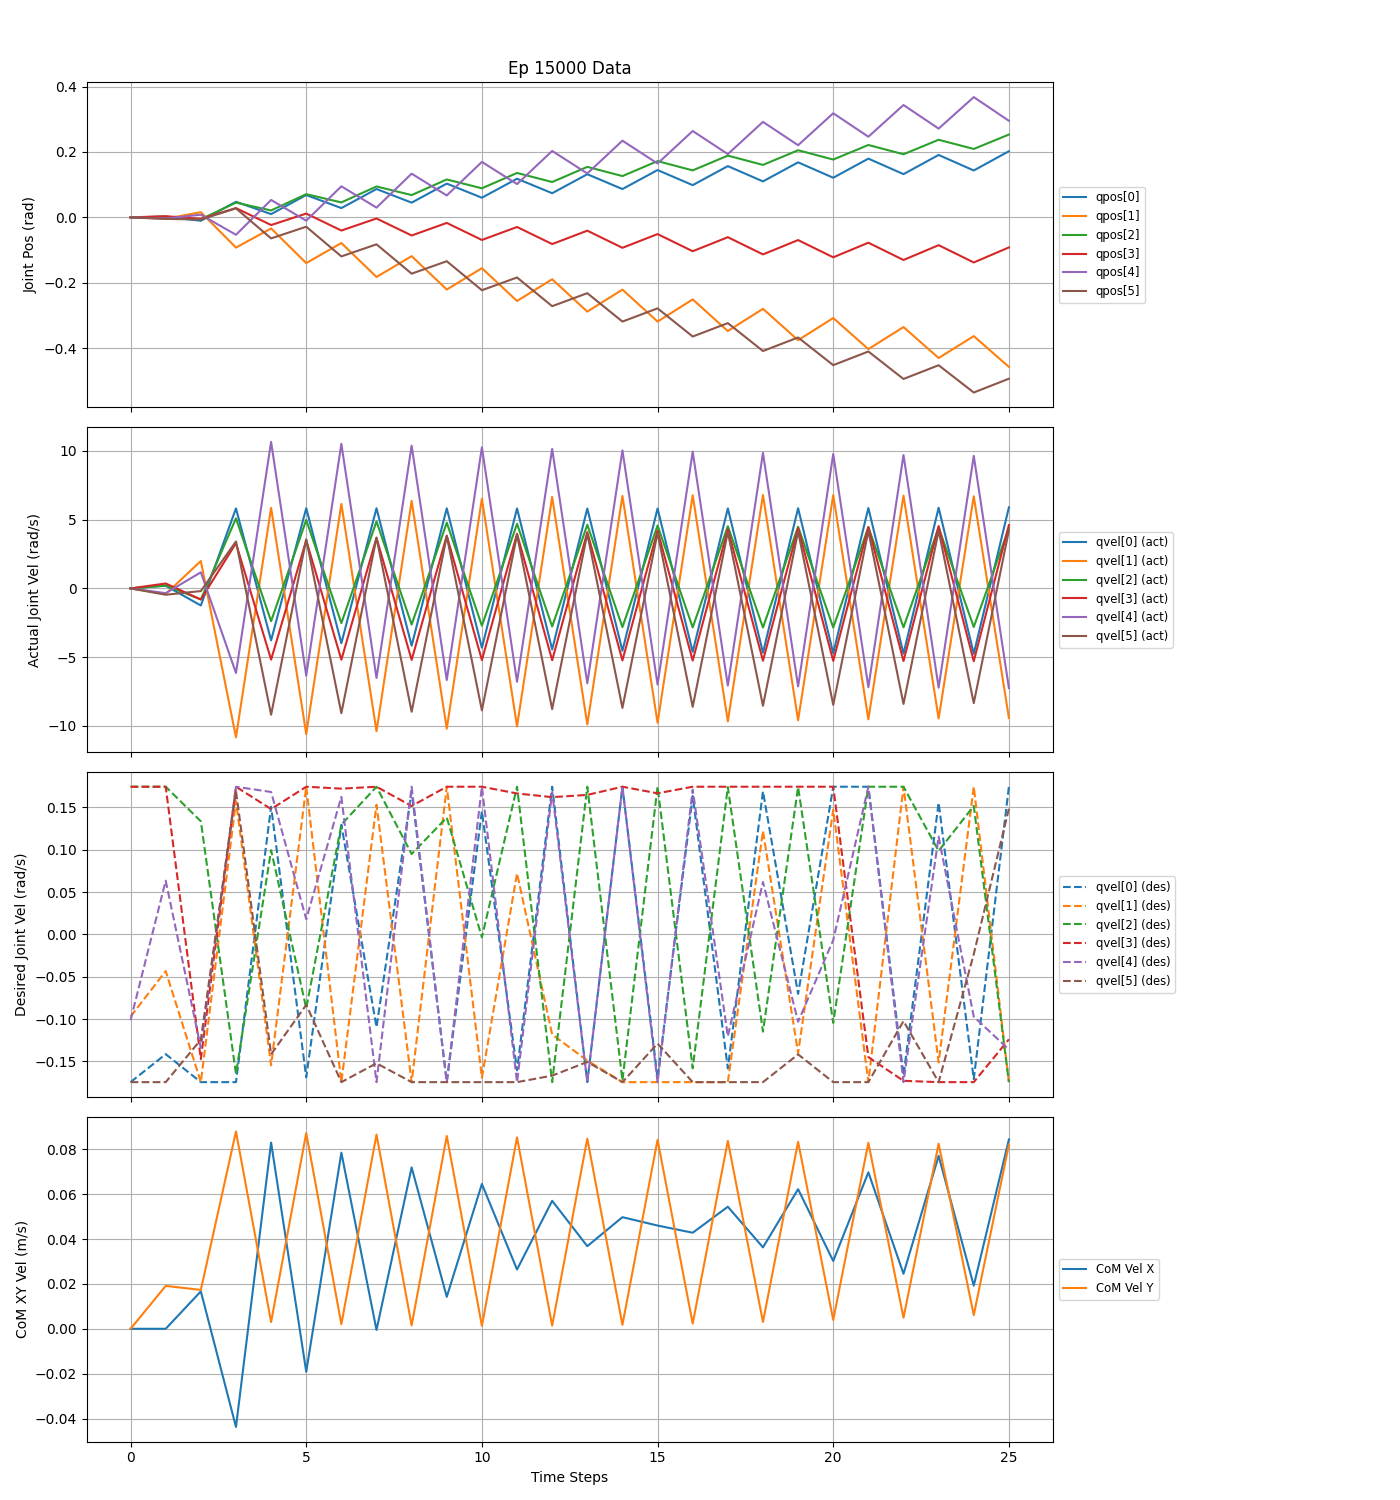 Ep 15000 Data
Joint Pos (rad)
0.4
0.2
0.0
−0.2
−0.4
qpos[0]
qpos[1]
qpos[2]
qpos[3]
qpos[4]
qpos[5]
Actual Joint Vel (rad/s)
10
5
0
−5
−10
qvel[0] (act)
qvel[1] (act)
qvel[2] (act)
qvel[3] (act)
qvel[4] (act)
qvel[5] (act)
Desired Joint Vel (rad/s)
0.15
0.10
0.05
0.00
−0.05
−0.10
−0.15
qvel[0] (des)
qvel[1] (des)
qvel[2] (des)
qvel[3] (des)
qvel[4] (des)
qvel[5] (des)
CoM XY Vel (m/s)
0.08
0.06
0.04
0.02
0.00
−0.02
−0.04
CoM Vel X
CoM Vel Y
0 5 10 15 20 25
Time Steps